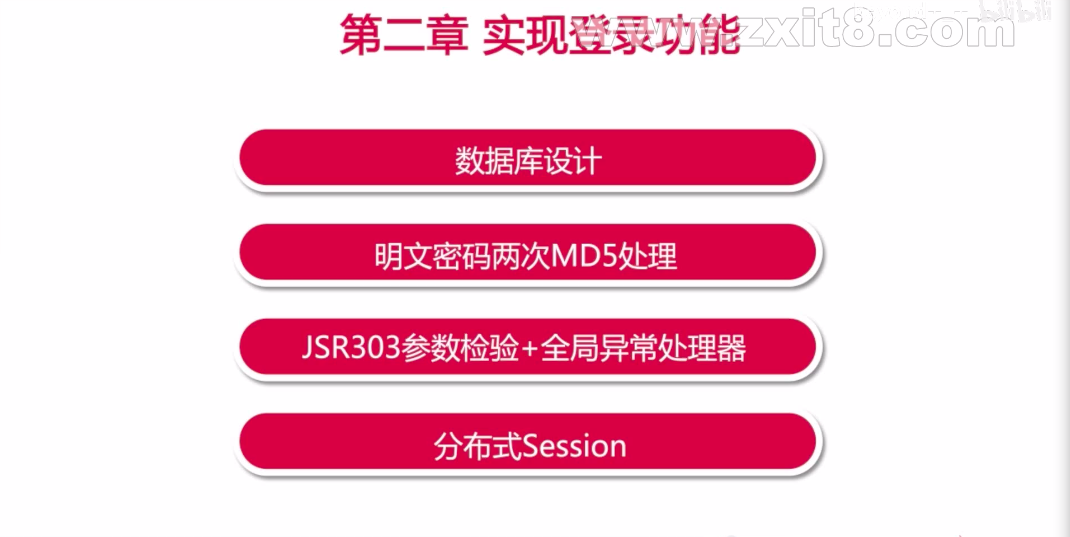 第二章 实现登录功能
www.zxit8.com
bilibili
数据库设计
明文密码两次MD5处理
JSR303参数检验+全局异常处理器
分布式Session